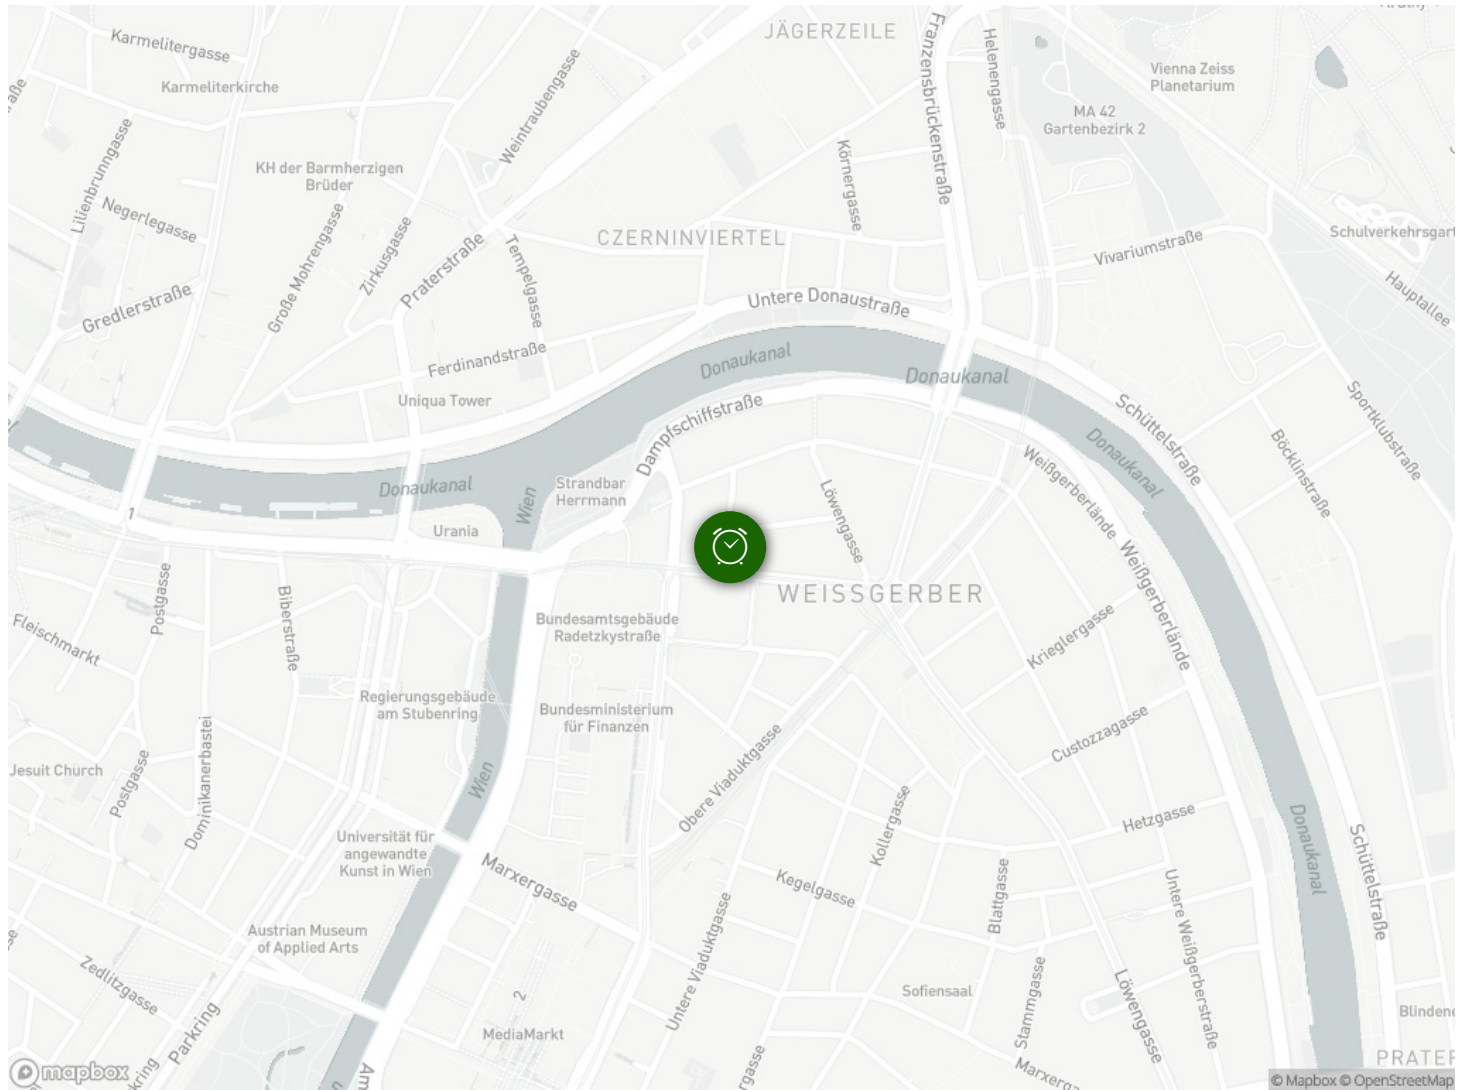 Karmelitergasse
Karmeliterkirche
JÄGERZEILE
Franzensbrückenstraße
Helenengasse
Vienna Zeiss
Planetarium
MA 42
Gartenbezirk 2
Weintraubengasse
Lilienbrunngasse
KH der Barmherzigen
Brüder
Körnergasse
Negerlegasse
Große Mohrengasse
Zirkusgasse
Praterstraße
Tempelgasse
CZERNINVIERTEL
Vivariumstraße
Schulverkehrsgart
Hauptallee
Gredlerstraße
Untere Donaustraße
Ferdinandstraße
Donaukanal
Donaukanal
Uniqua Tower
Dampfschiffstraße
Schüttelstraße
Sportklubstraße
Böcklinstraße
Donaukanal
Weißgerberlände
Donaukanal
Strandbar
Herrmann
Wien
Löwengasse
1
Urania
Weißgerberlände
WEISSGERBER
Postgasse
Biberstraße
Fleischmarkt
Bundesamtsgebäude
Radetzkystraße
Krieglergasse
Regierungsgebäude
am Stubenring
Bundesministerium
für Finanzen
Custozzagasse
Jesuit Church
Postgasse
Dominikanerbastei
Wien
Obere Viaduktgasse
Kollergasse
Hetzgasse
Donaukanal
Schüttelstraße
Universität für
angewandte
Kunst in Wien
Marxergasse
Kegelgasse
Blattgasse
Untere Weißgerberstraße
Untere Viaduktgasse
Austrian Museum
of Applied Arts
Zedlitzgasse
Parkring
2
MediaMarkt
Sofiensaal
Stammgasse
Löwengasse
Blinden
Marxerg
PRATER
mapbox
© Mapbox © OpenStreetMap